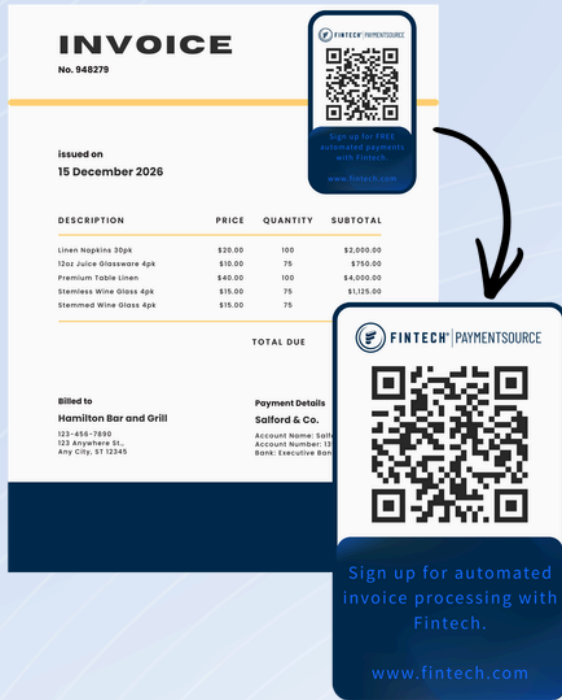 INVOICE
No. 948279
FINTECH® | PAYMENTSOURCE
Sign up for FREE
automated payments
with Fintech.
www.fintech.com
issued on
15 December 2026
DESCRIPTION PRICE QUANTITY SUBTOTAL
Linen Napkins 30pk $20.00 100 $2,000.00
12oz Juice Glassware 4pk $10.00 75 $750.00
Premium Table Linen $40.00 100 $4,000.00
Stemless Wine Glass 4pk $15.00 75 $1,125.00
Stemmed Wine Glass 4pk $15.00 75
TOTAL DUE
Billed to
Hamilton Bar and Grill
123-456-7890
123 Anywhere St.,
Any City, ST 12345
Payment Details
Salford & Co.
Account Name: Salf
Account Number: 13
Bank: Executive Ban
FINTECH® | PAYMENTSOURCE
Sign up for automated
invoice processing with
Fintech.
www.fintech.com